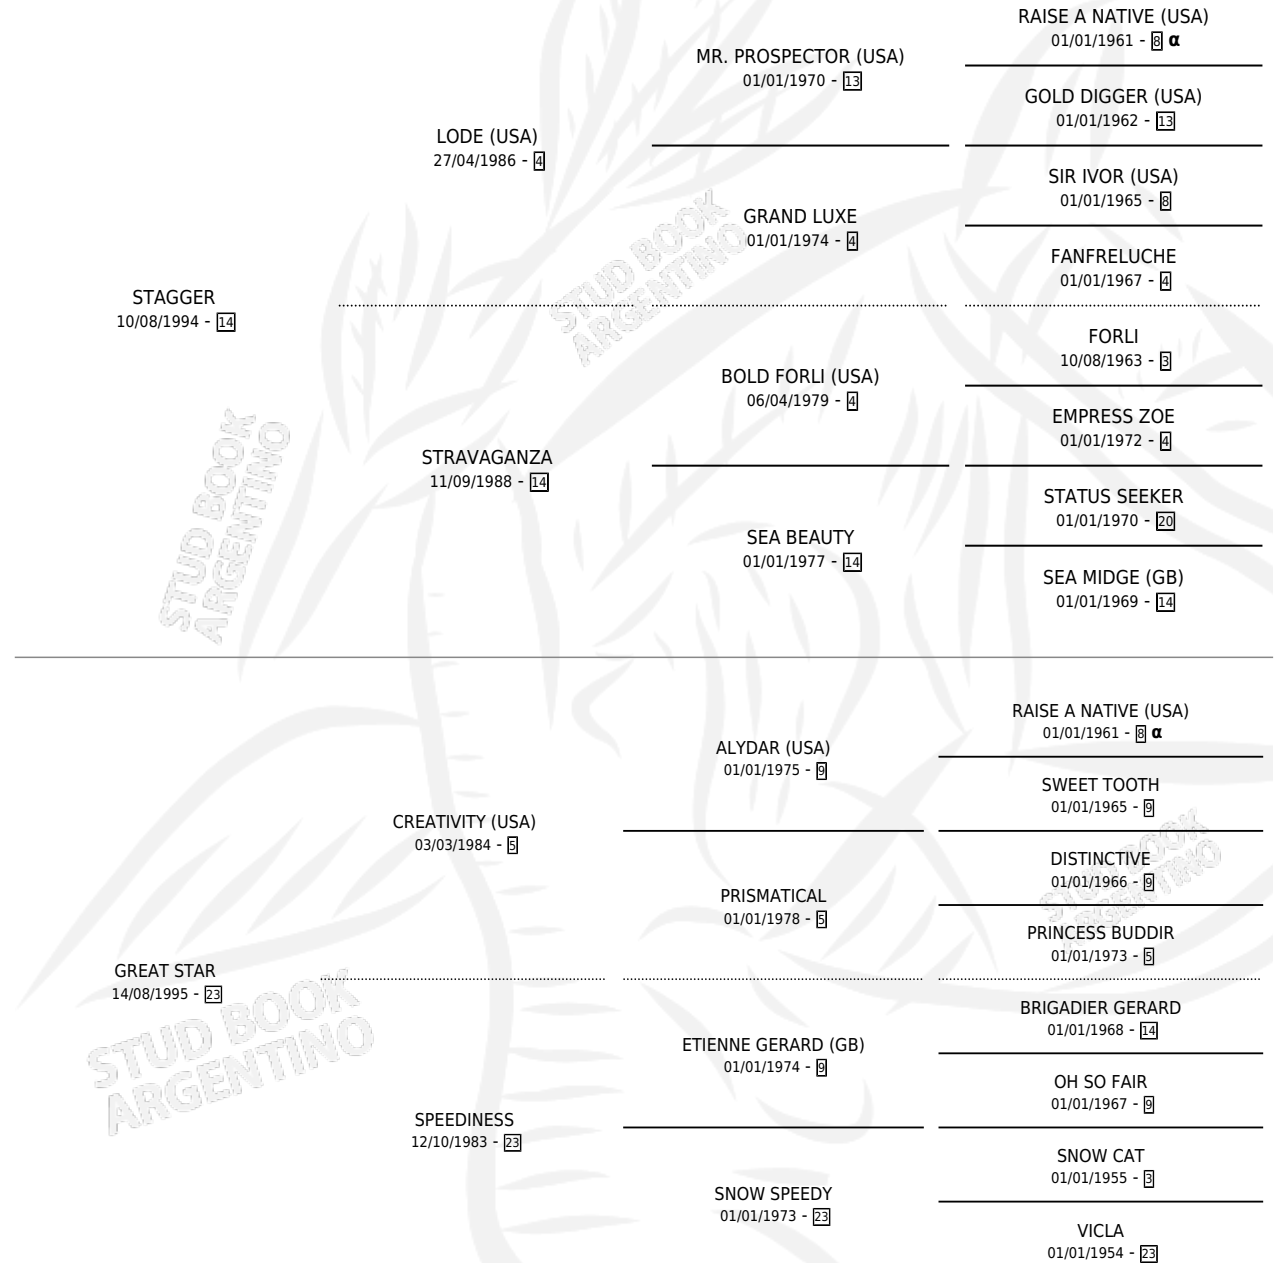 RAISE A NATIVE (USA)
01/01/1961 - 8 α
MR. PROSPECTOR (USA)
01/01/1970 - 13
GOLD DIGGER (USA)
01/01/1962 - 13
LODE (USA)
27/04/1986 - 4
SIR IVOR (USA)
01/01/1965 - 8
GRAND LUXE
01/01/1974 - 4
FANFRELUCHE
01/01/1967 - 4
STAGGER
10/08/1994 - 14
FORLI
10/08/1963 - 3
BOLD FORLI (USA)
06/04/1979 - 4
EMPRESS ZOE
01/01/1972 - 4
STRAVAGANZA
11/09/1988 - 14
STATUS SEEKER
01/01/1970 - 20
SEA BEAUTY
01/01/1977 - 14
SEA MIDGE (GB)
01/01/1969 - 14
RAISE A NATIVE (USA)
01/01/1961 - 8 α
ALYDAR (USA)
01/01/1975 - 9
SWEET TOOTH
01/01/1965 - 9
CREATIVITY (USA)
03/03/1984 - 5
DISTINCTIVE
01/01/1966 - 9
PRISMATICAL
01/01/1978 - 5
PRINCESS BUDDIR
01/01/1973 - 5
GREAT STAR
14/08/1995 - 23
BRIGADIER GERARD
01/01/1968 - 14
ETIENNE GERARD (GB)
01/01/1974 - 9
OH SO FAIR
01/01/1967 - 9
SPEEDINESS
12/10/1983 - 23
SNOW CAT
01/01/1955 - 3
SNOW SPEEDY
01/01/1973 - 23
VICLA
01/01/1954 - 23
STUD BOOK
ARGENTINO
STUD BOOK
ARGENTINO
STUD BOOK
ARGENTINO
STUD BOOK
ARGENTINO